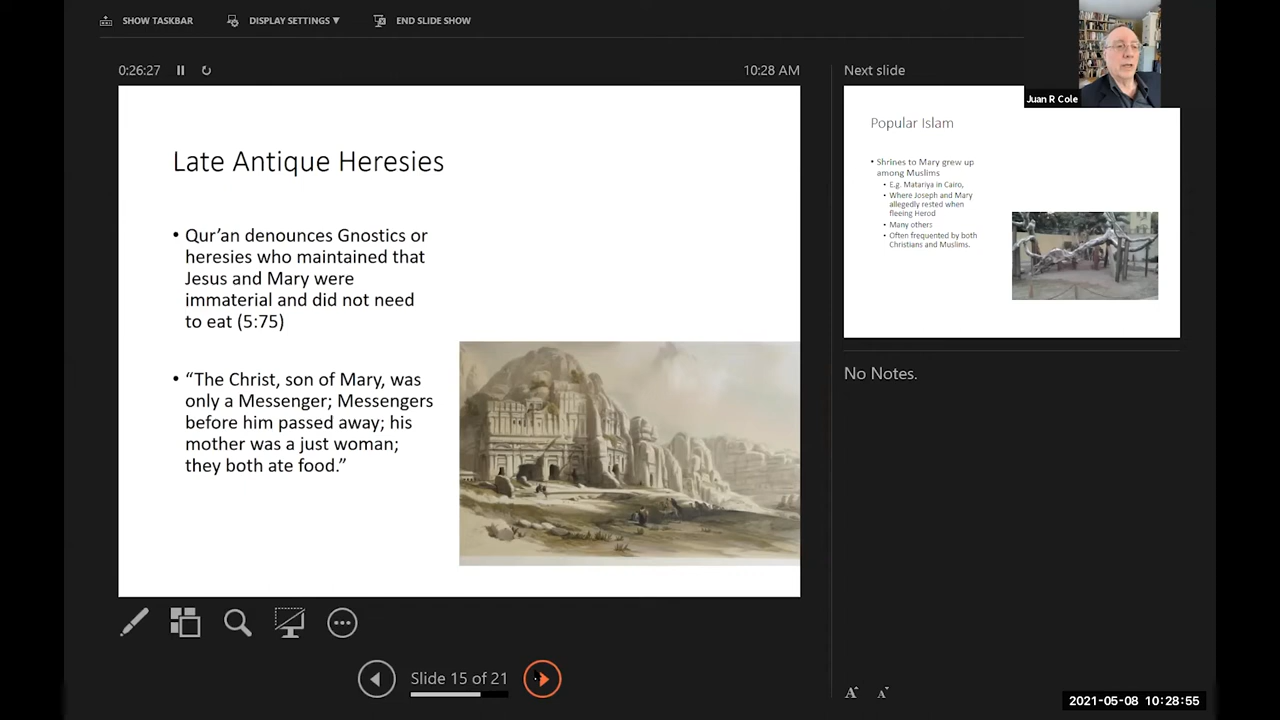 SHOW TASKBAR DISPLAY SETTINGS ▼ END SLIDE SHOW
0:26:27 10:28 AM
Late Antique Heresies
• Qur’an denounces Gnostics or
heresies who maintained that
Jesus and Mary were
immaterial and did not need
to eat (5:75)
• “The Christ, son of Mary, was
only a Messenger; Messengers
before him passed away; his
mother was a just woman;
they both ate food.”
Slide 15 of 21
Next slide
Juan R Cole
Popular Islam
• Shrines to Mary grew up
among Muslims
• E.g. Matariya in Cairo,
• Where Joseph and Mary
allegedly rested when
fleeing Herod
• Many others
• Often frequented by both
Christians and Muslims.
No Notes.
A A
2021-05-08 10:28:55